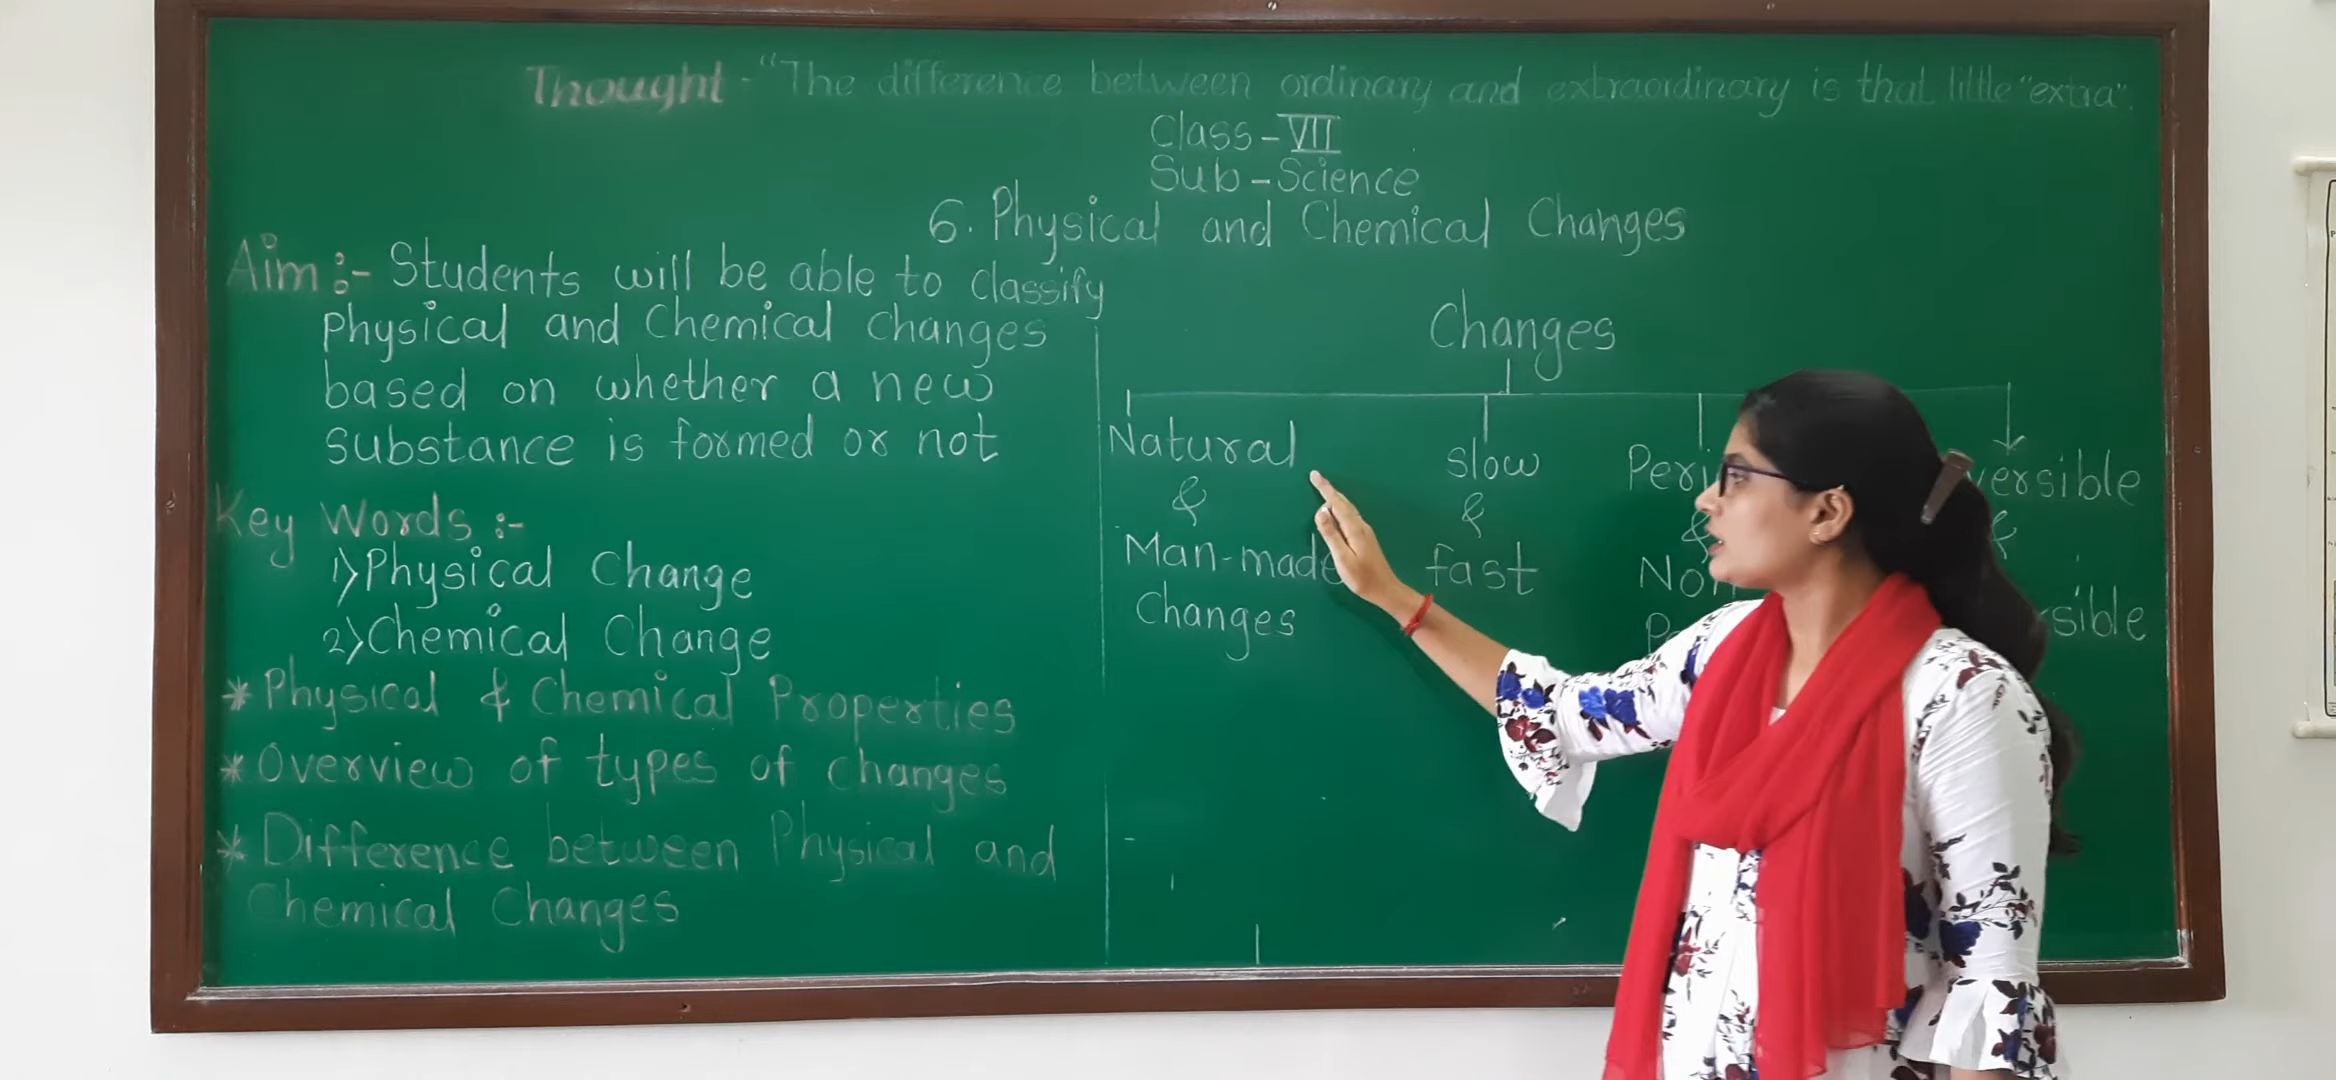 Thought - "The difference between ordinary and extraordinary is that little "extra".
Class - VII
Sub - Science
6. Physical and Chemical Changes
Aim :- Students will be able to classify
Physical and Chemical changes
based on whether a new
substance is formed or not
Key Words :-
1) Physical Change
2) Chemical Change
* Physical & Chemical Properties
* Overview of types of changes
* Difference between Physical and
Chemical Changes
Changes
Natural
&
Man-made
Changes
slow
&
fast
&
&